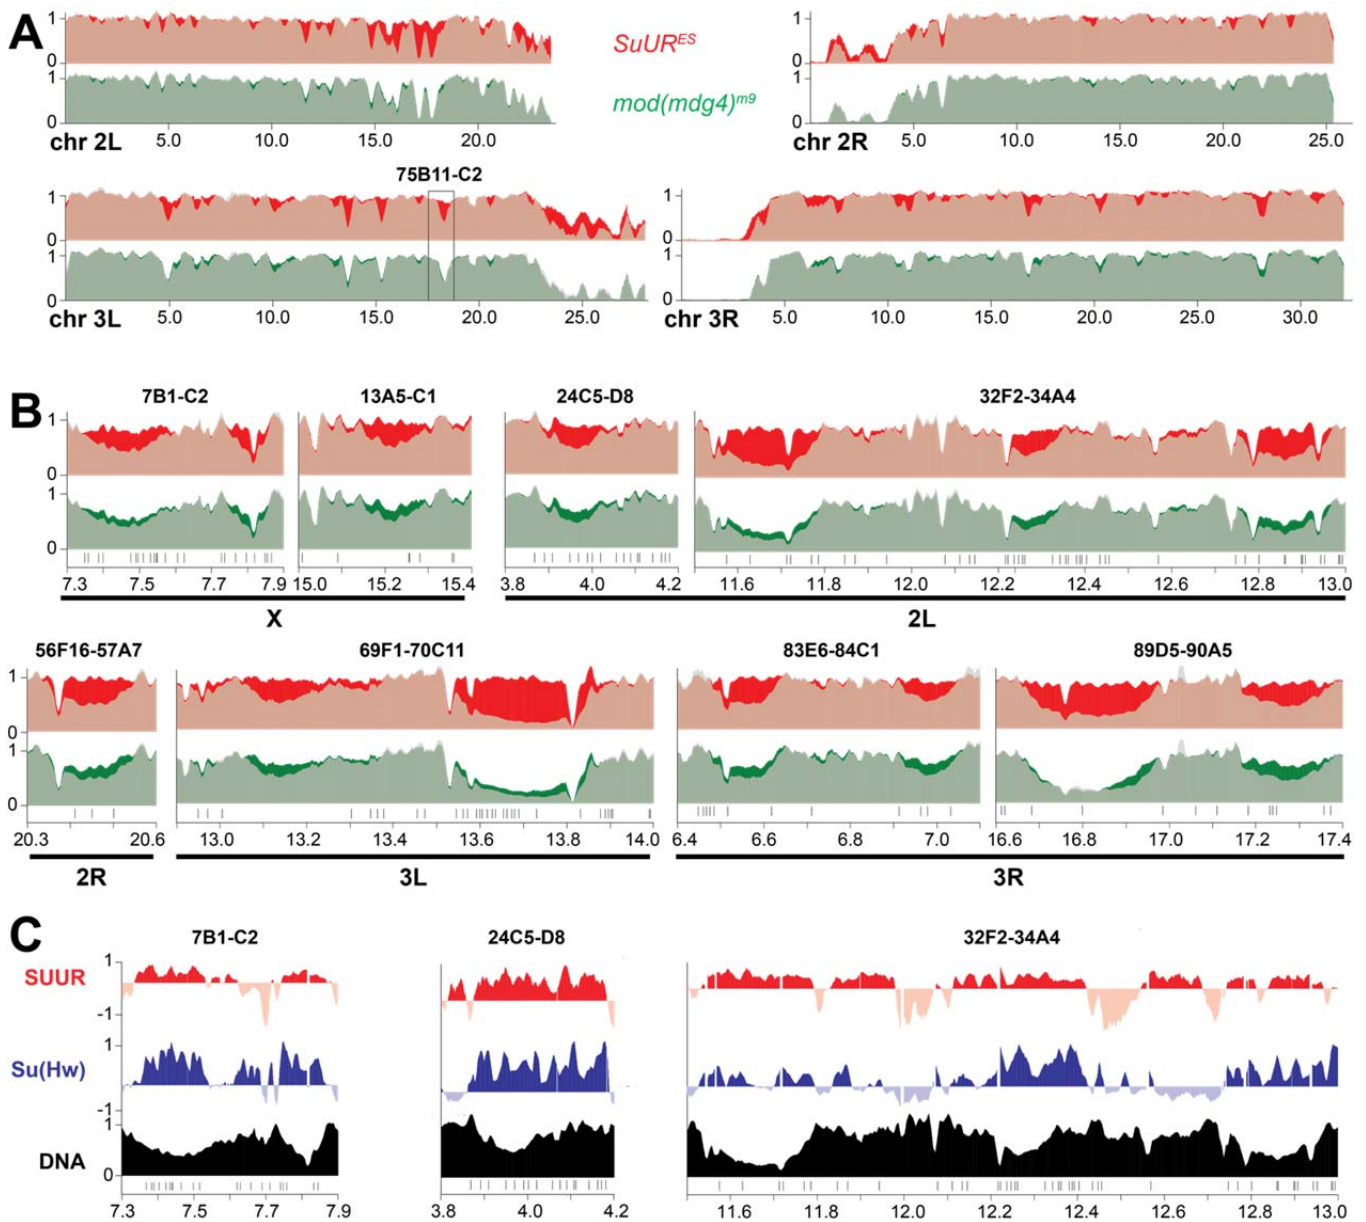 A
1
0
1
0
chr 2L
5.0 10.0 15.0 20.0
SuUR^ES
mod(mdg4)^m9
1
0
1
0
chr 2R
5.0 10.0 15.0 20.0 25.0
75B11-C2
1
0
1
0
chr 3L
5.0 10.0 15.0 20.0 25.0
1
0
1
0
chr 3R
5.0 10.0 15.0 20.0 25.0 30.0
B
7B1-C2 13A5-C1 24C5-D8 32F2-34A4
1
0
1
0
7.3 7.5 7.7 7.9 15.0 15.2 15.4 3.8 4.0 4.2 11.6 11.8 12.0 12.2 12.4 12.6 12.8 13.0
X 2L
56F16-57A7 69F1-70C11 83E6-84C1 89D5-90A5
1
0
1
0
20.3 20.6 13.0 13.2 13.4 13.6 13.8 14.0 6.4 6.6 6.8 7.0 16.6 16.8 17.0 17.2 17.4
2R 3L 3R
C
7B1-C2 24C5-D8 32F2-34A4
1
SUUR
-1
1
Su(Hw)
-1
1
DNA
0
7.3 7.5 7.7 7.9 3.8 4.0 4.2 11.6 11.8 12.0 12.2 12.4 12.6 12.8 13.0